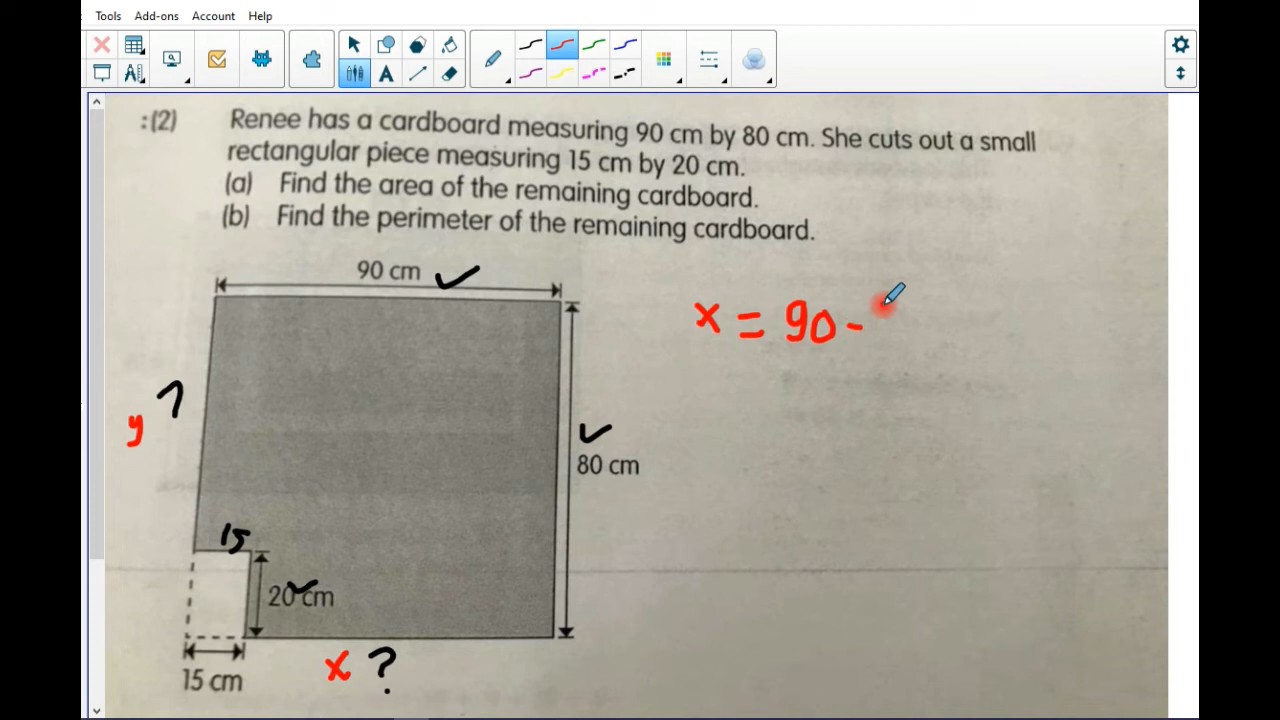 Tools Add-ons Account Help
:(2) Renee has a cardboard measuring 90 cm by 80 cm. She cuts out a small
rectangular piece measuring 15 cm by 20 cm.
(a) Find the area of the remaining cardboard.
(b) Find the perimeter of the remaining cardboard.
90 cm
x = 90 -
y ?
80 cm
15
20 cm
x ?
15 cm